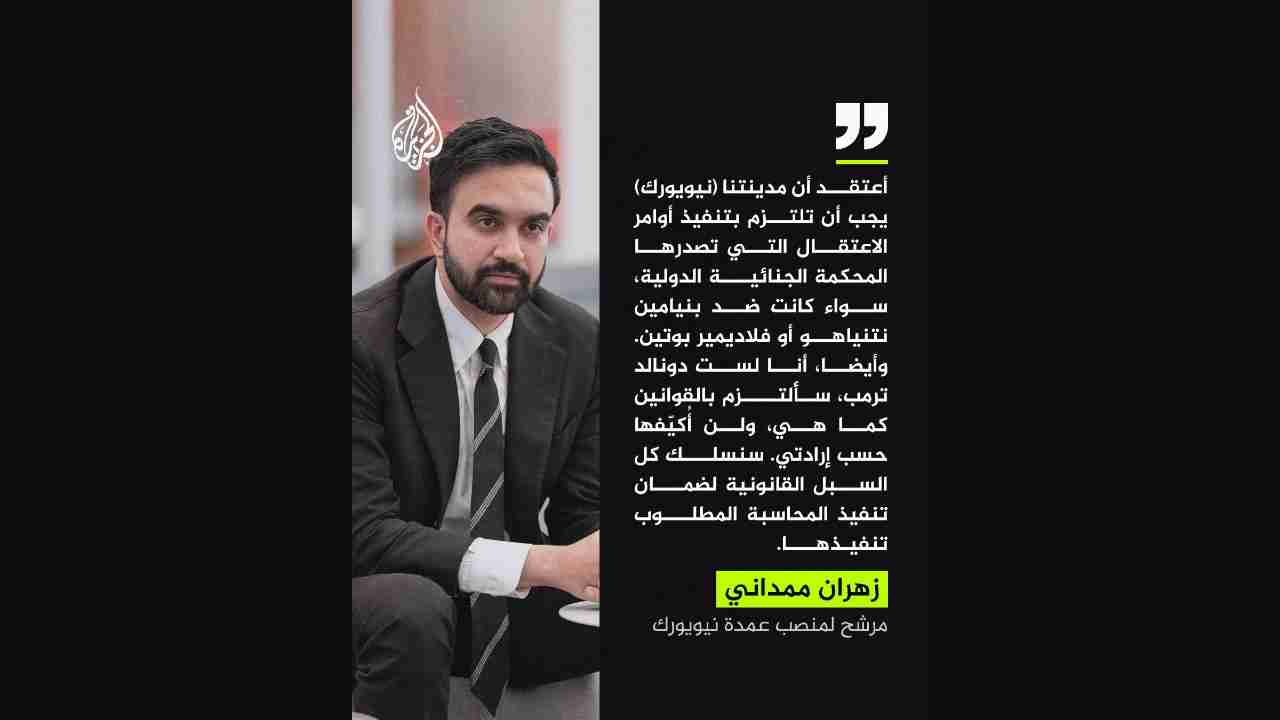 الجزيرة
أعتقد أن مدينتنا (نيويورك)
يجب أن تلتزم بتنفيذ أوامر
الاعتقال التي تصدرها
المحكمة الجنائية الدولية،
سواء كانت ضد بنيامين
نتنياهو أو فلاديمير بوتين.
وأيضا، أنا لست دونالد
ترمب، سألتزم بالقوانين
كما هي، ولن أُكيّفها
حسب إرادتي. سنسلك كل
السبل القانونية لضمان
تنفيذ المحاسبة المطلوب
تنفيذها.
زهران ممداني
مرشح لمنصب عمدة نيويورك